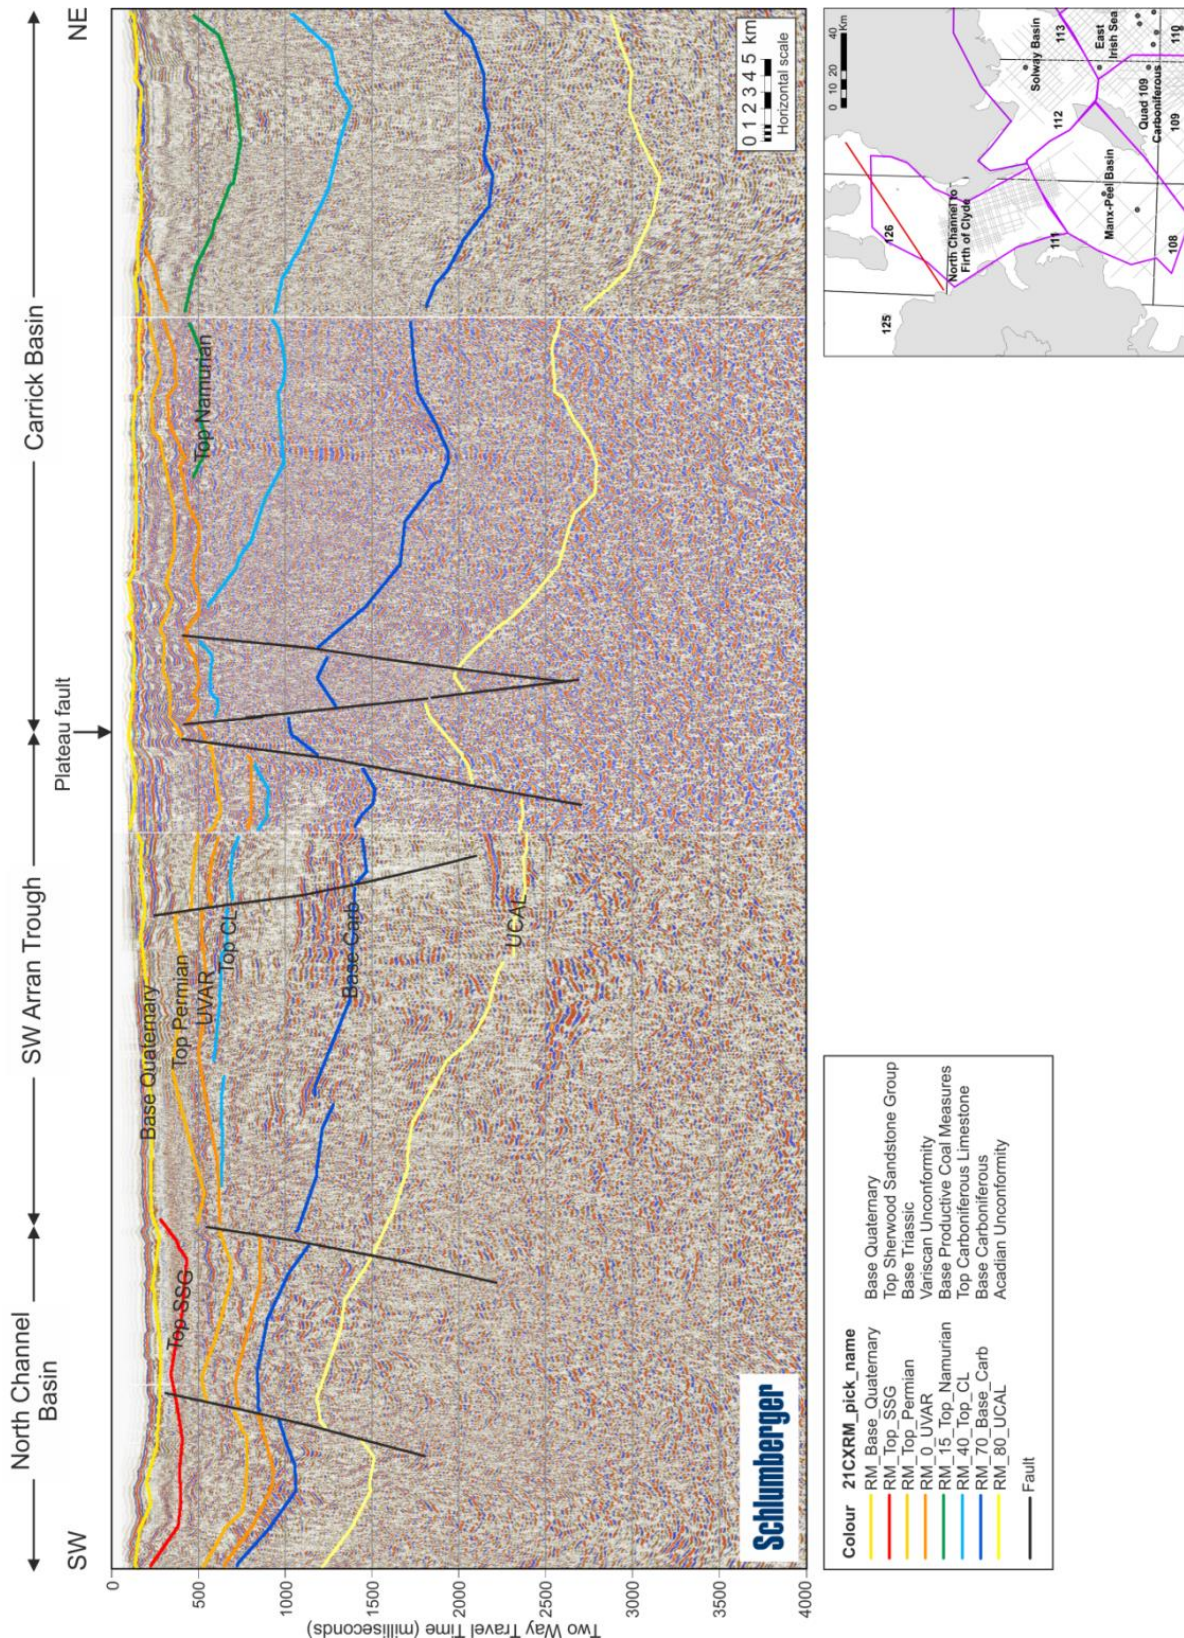 North Channel
Basin
SW Arran Trough
Plateau fault
Carrick Basin
SW
NE
0
500
1000
1500
2000
2500
3000
3500
4000
Two Way Travel Time (milliseconds)
Base Quaternary
Top SSG
Top Permian
UVAR
Top CL
Base Carb
UCAL
Top Namurian
0 1 2 3 4 5 km
Horizontal scale
Schlumberger
Colour 21CXRM_pick_name
RM_Base_Quaternary Base Quaternary
RM_Top_SSG Top Sherwood Sandstone Group
RM_Top_Permian Base Triassic
RM_0_UVAR Variscan Unconformity
RM_15_Top_Namurian Base Productive Coal Measures
RM_40_Top_CL Top Carboniferous Limestone
RM_70_Base_Carb Base Carboniferous
RM_80_UCAL Acadian Unconformity
Fault
0 10 20 40
Km
125
126
North Channel to
Firth of Clyde
111
112
Solway Basin
113
East
Irish Sea
Manx-Peel Basin
Quad 109
Carboniferous
108
109
110